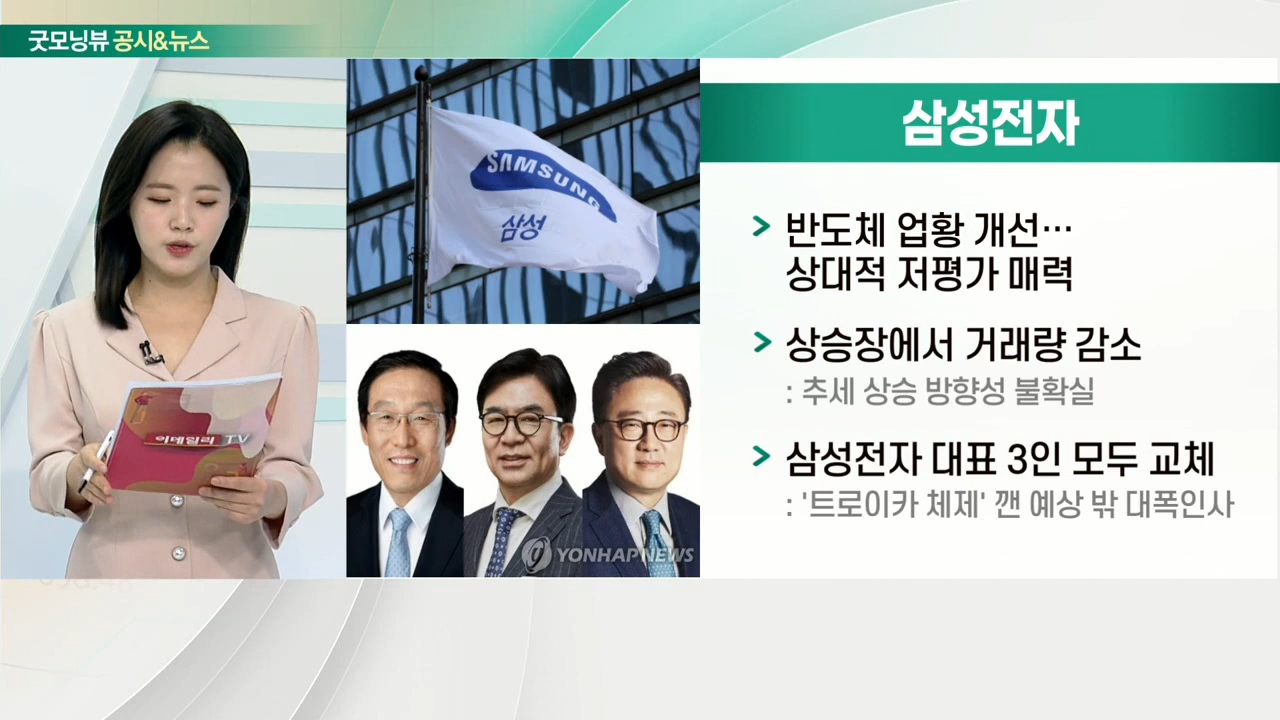 굿모닝뷰 공시&뉴스
SAMSUNG
삼성
이데일리 TV
YONHAPNEWS
삼성전자
> 반도체 업황 개선…
상대적 저평가 매력
> 상승장에서 거래량 감소
: 추세 상승 방향성 불확실
> 삼성전자 대표 3인 모두 교체
: '트로이카 체제' 깬 예상 밖 대폭인사